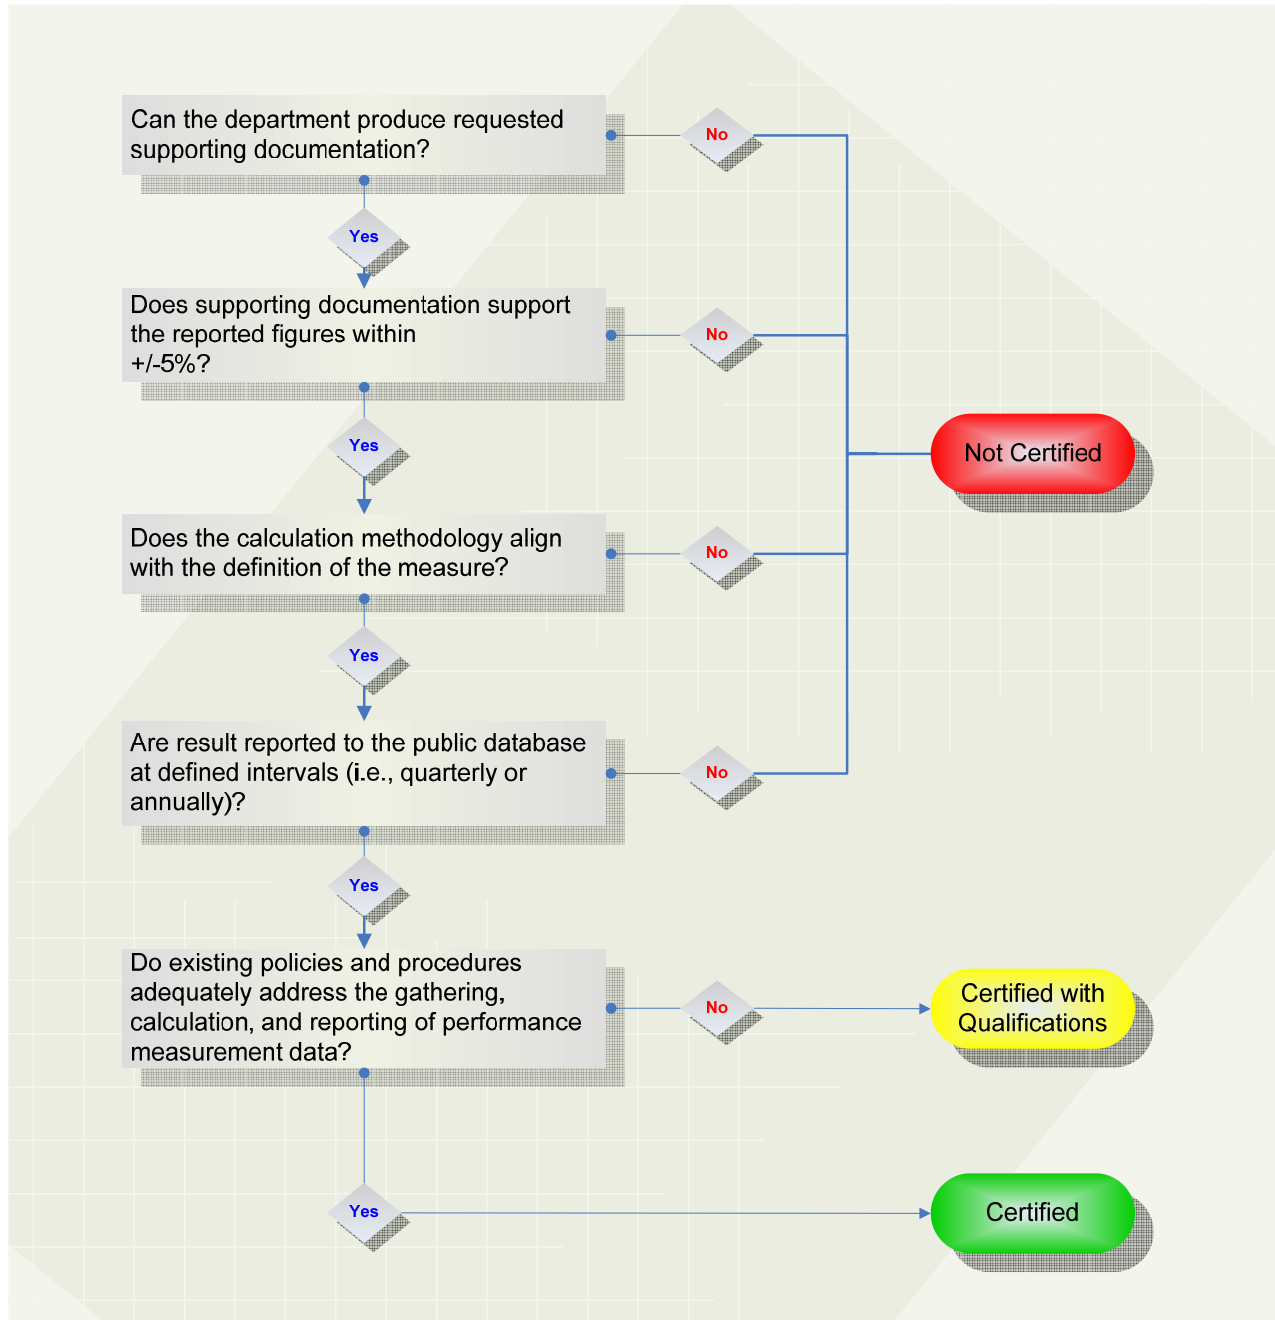 Can the department produce requested
supporting documentation?
No
Yes
Does supporting documentation support
the reported figures within
+/-5%?
No
Not Certified
Yes
Does the calculation methodology align
with the definition of the measure?
No
Yes
Are result reported to the public database
at defined intervals (i.e., quarterly or
annually)?
No
Yes
Do existing policies and procedures
adequately address the gathering,
calculation, and reporting of performance
measurement data?
No
Certified with
Qualifications
Yes
Certified